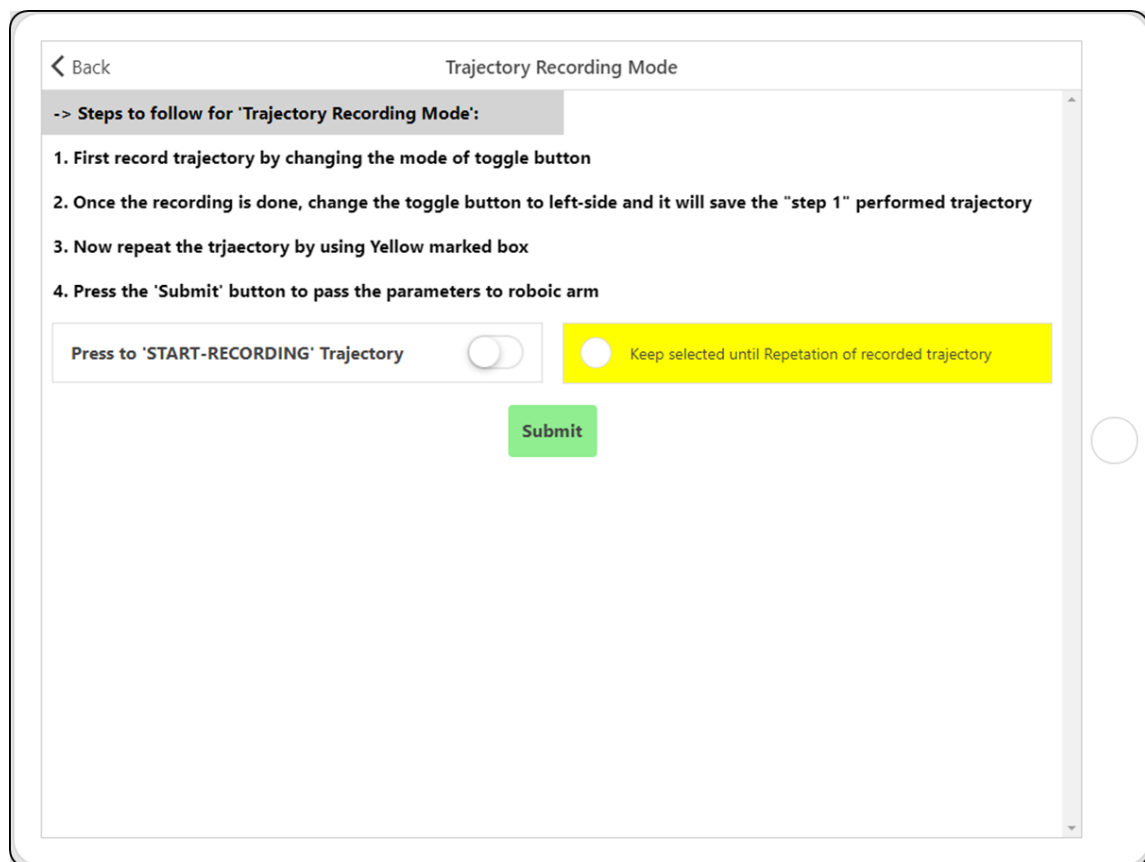 Back
Trajectory Recording Mode
-> Steps to follow for 'Trajectory Recording Mode':
1. First record trajectory by changing the mode of toggle button
2. Once the recording is done, change the toggle button to left-side and it will save the "step 1" performed trajectory
3. Now repeat the trjaectory by using Yellow marked box
4. Press the 'Submit' button to pass the parameters to roboic arm
Press to 'START-RECORDING' Trajectory
Keep selected until Repetation of recorded trajectory
Submit